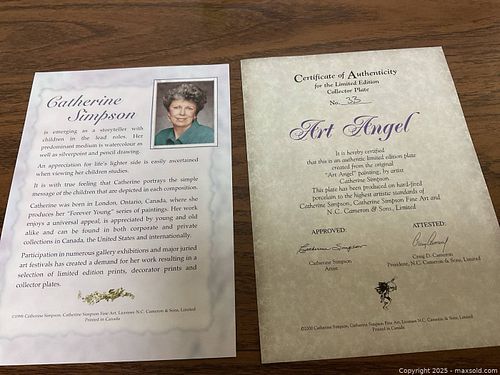 Catherine
Simpson
is emerging as a storyteller with
children in the lead roles. Her
predominant medium is watercolour as
well as silverpoint and pencil drawing.
An appreciation for life's lighter side is easily ascertained
when viewing her children studies.
It is with true feeling that Catherine portrays the simple
message of the children that are depicted in each composition.
Catherine was born in London, Ontario, Canada, where she
produces her "Forever Young" series of paintings. Her work
enjoys a universal appeal, is appreciated by young and old
alike and can be found in both corporate and private
collections in Canada, the United States and internationally.
Participation in numerous gallery exhibitions and major juried
art festivals has created a demand for her work resulting in a
selection of limited edition prints, decorator prints and
collector plates.
Catherine Simpson, Catherine Simpson Fine Art, Licensee N.C. Cameron & Sons, Limited
Printed in Canada
Certificate of Authenticity
for the Limited Edition
Collector Plate
No.
Art Angel
It is hereby certified
that this is an authentic limited edition plate
created from the original
"Art Angel" painting, by artist
Catherine Simpson.
This plate has been produced on hard-fired
porcelain to the highest artistic standards of
Catherine Simpson, Catherine Simpson Fine Art and
N.C. Cameron & Sons, Limited
APPROVED:
ATTESTED:
Catherine Simpson
Catherine Simpson
Artist
Craig D. Cameron
President, N.C. Cameron & Sons, Limited
©2000 Catherine Simpson, Catherine Simpson Fine Art, Licensee N.C. Cameron & Sons, Limited
Printed in Canada
Copyright 2025 - maxsold.com